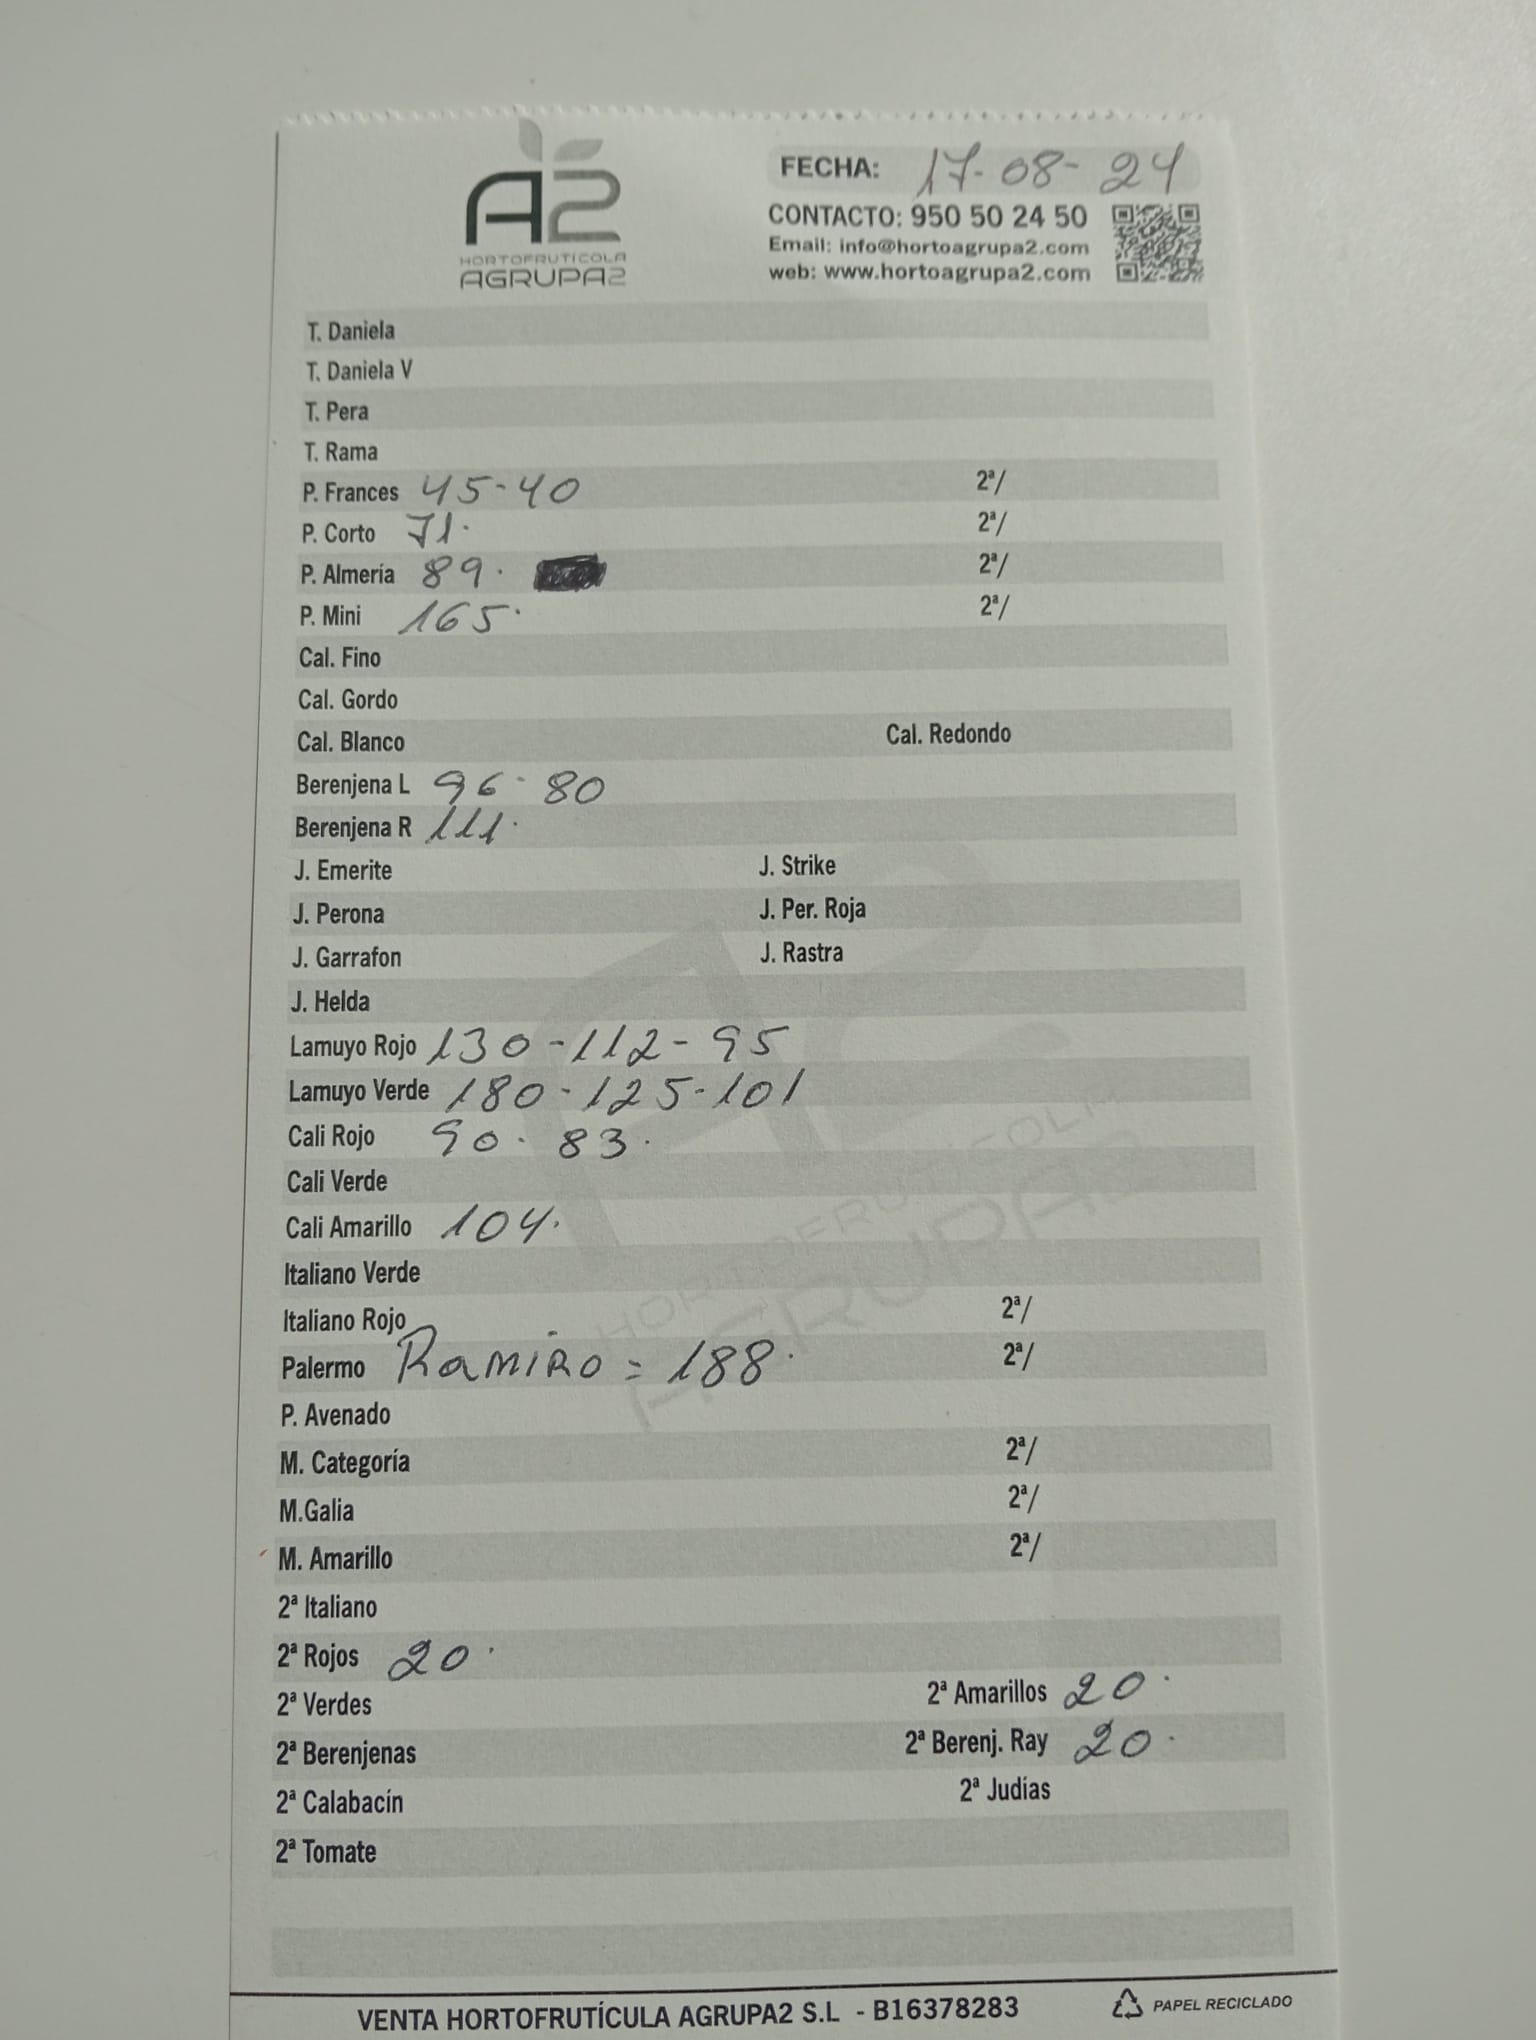 A2
HORTOFRUTICOLA
AGRUPA2
FECHA: 17-08-24
CONTACTO: 950 50 24 50
Email: info@hortoagrupa2.com
web: www.hortoagrupa2.com
T. Daniela
T. Daniela V
T. Pera
T. Rama
P. Frances 45-40 2ª/
P. Corto 71. 2ª/
P. Almería 89. 2ª/
P. Mini 165. 2ª/
Cal. Fino
Cal. Gordo
Cal. Blanco Cal. Redondo
Berenjena L 96-80
Berenjena R 111.
J. Emerite J. Strike
J. Perona J. Per. Roja
J. Garrafon J. Rastra
J. Helda
Lamuyo Rojo 130-112-95
Lamuyo Verde 180-125-101
Cali Rojo 90. 83.
Cali Verde
Cali Amarillo 104.
Italiano Verde
Italiano Rojo 2ª/
Palermo RAMIRO = 188. 2ª/
P. Avenado
M. Categoría 2ª/
M.Galia 2ª/
M. Amarillo 2ª/
2ª Italiano
2ª Rojos 20.
2ª Verdes 2ª Amarillos 20.
2ª Berenjenas 2ª Berenj. Ray 20.
2ª Calabacín 2ª Judías
2ª Tomate
A2
HORTOFRUTICOLA
AGRUPA2
VENTA HORTOFRUTÍCULA AGRUPA2 S.L - B16378283
PAPEL RECICLADO